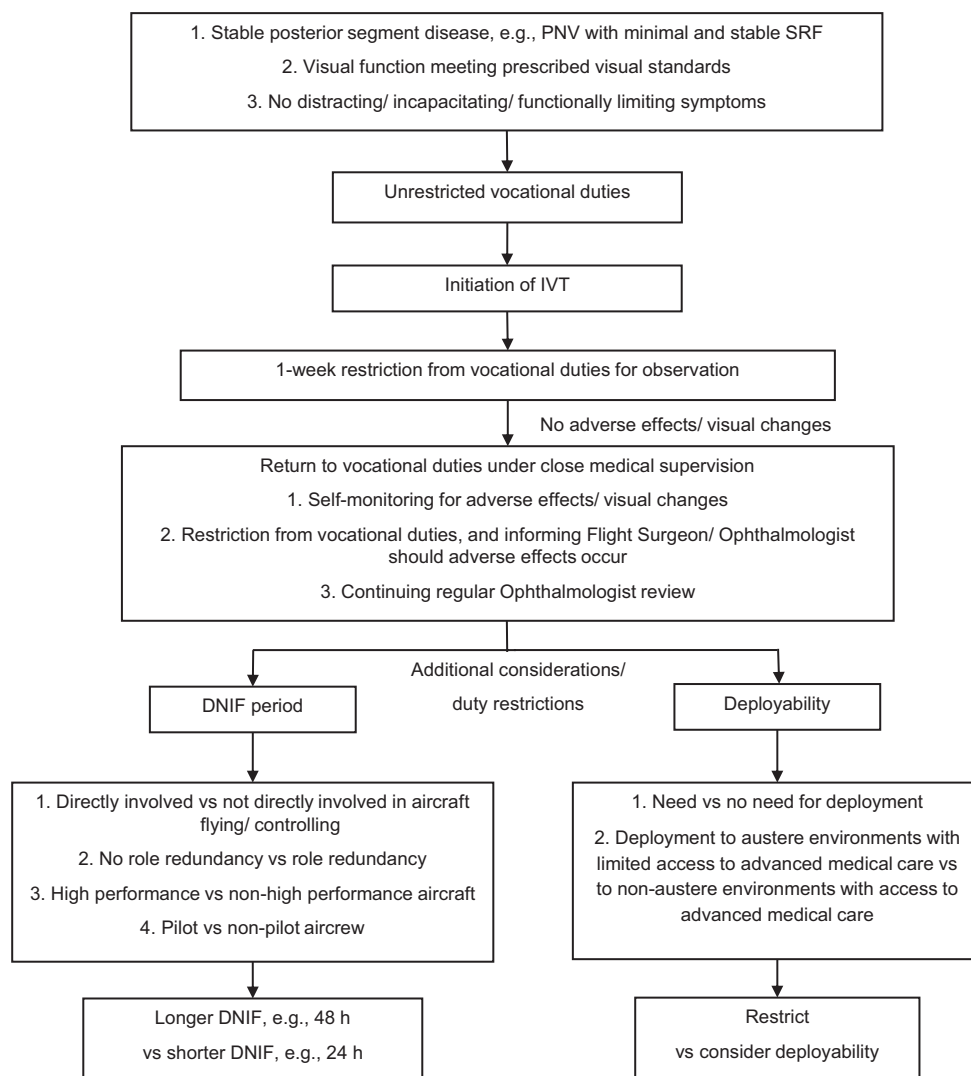 1. Stable posterior segment disease, e.g., PNV with minimal and stable SRF
2. Visual function meeting prescribed visual standards
3. No distracting/ incapacitating/ functionally limiting symptoms
Unrestricted vocational duties
Initiation of IVT
1-week restriction from vocational duties for observation
No adverse effects/ visual changes
Return to vocational duties under close medical supervision
1. Self-monitoring for adverse effects/ visual changes
2. Restriction from vocational duties, and informing Flight Surgeon/ Ophthalmologist
should adverse effects occur
3. Continuing regular Ophthalmologist review
Additional considerations/
duty restrictions
DNIF period
Deployability
1. Directly involved vs not directly involved in aircraft
flying/ controlling
2. No role redundancy vs role redundancy
3. High performance vs non-high performance aircraft
4. Pilot vs non-pilot aircrew
1. Need vs no need for deployment
2. Deployment to austere environments with
limited access to advanced medical care vs
to non-austere environments with access to
advanced medical care
Longer DNIF, e.g., 48 h
vs shorter DNIF, e.g., 24 h
Restrict
vs consider deployability